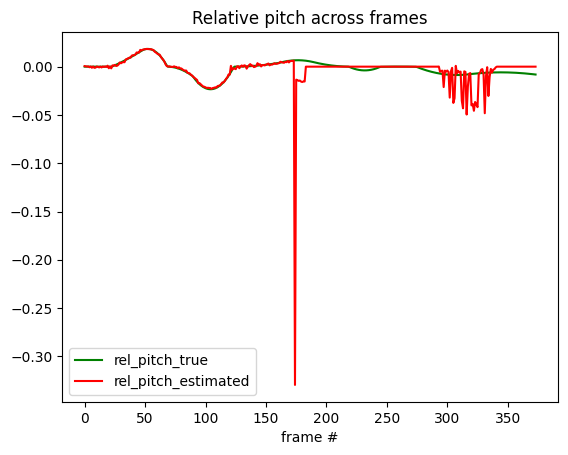 Relative pitch across frames
0.00
−0.05
−0.10
−0.15
−0.20
−0.25
−0.30
rel_pitch_true
rel_pitch_estimated
0 50 100 150 200 250 300 350
frame #